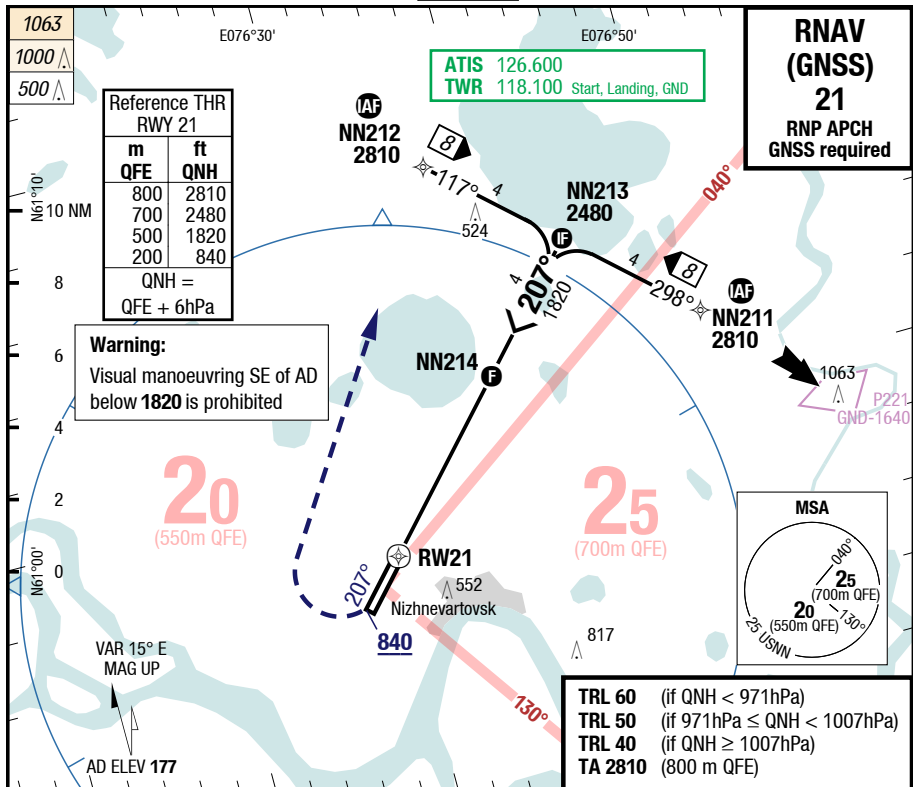 1063
1000
500
E076°30'
E076°50'
RNAV
(GNSS)
21
RNP APCH
GNSS required
ATIS 126.600
TWR 118.100 Start, Landing, GND
Reference THR
RWY 21
m ft
QFE QNH
800 2810
700 2480
500 1820
200 840
QNH =
QFE + 6hPa
IAF
NN212
2810
8
117°
4
524
NN213
2480
IF
040°
4
8
298°
IAF
NN211
2810
4
207°
1820
N61°10'
10 NM
8
6
4
2
0
N61°00'
Warning:
Visual manoeuvring SE of AD
below 1820 is prohibited
NN214
F
1063
P221
GND-1640
20
(550m QFE)
25
(700m QFE)
MSA
040°
25
(700m QFE)
20
(550m QFE)
130°
25 USNN
RW21
207°
552
Nizhnevartovsk
840
817
130°
VAR 15° E
MAG UP
AD ELEV 177
TRL 60 (if QNH < 971hPa)
TRL 50 (if 971hPa ≤ QNH < 1007hPa)
TRL 40 (if QNH ≥ 1007hPa)
TA 2810 (800 m QFE)